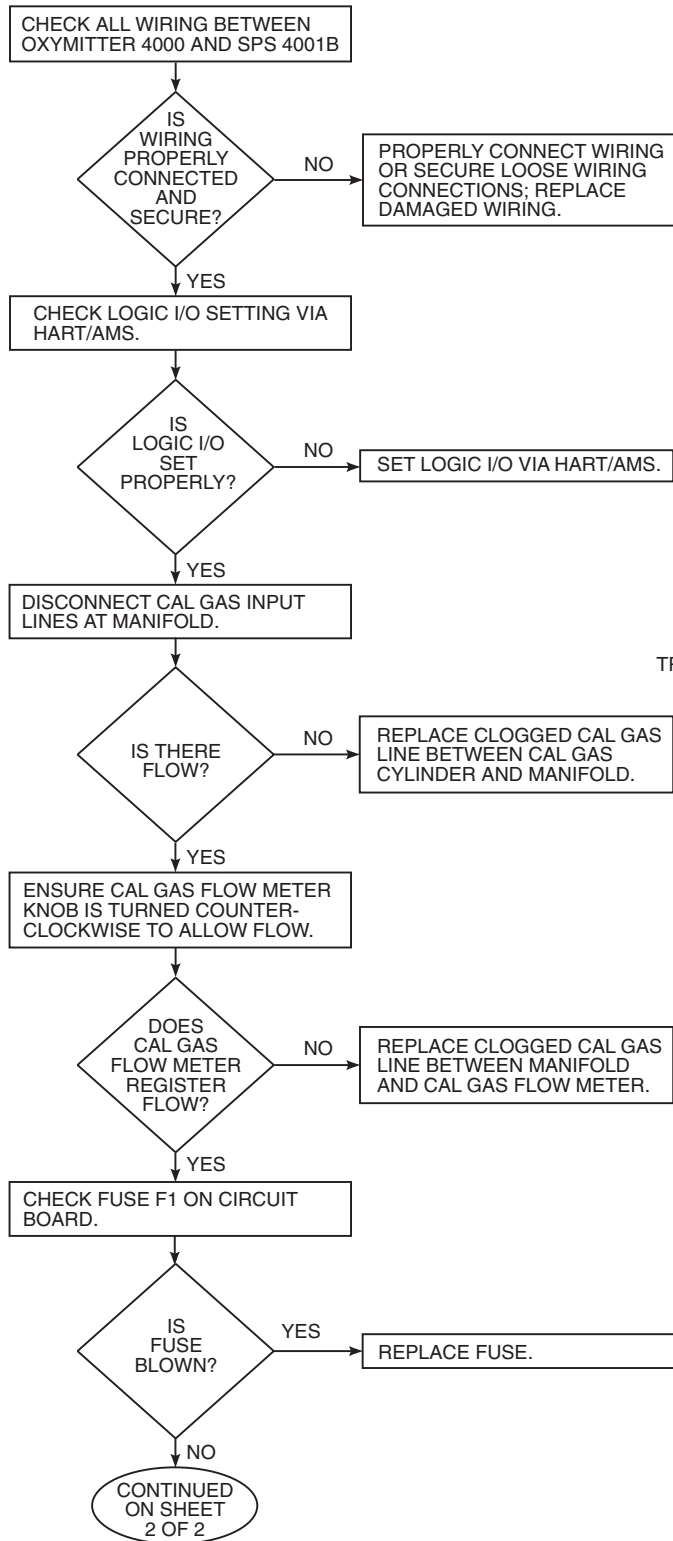 CHECK ALL WIRING BETWEEN
OXYMITTER 4000 AND SPS 4001B
IS
WIRING
PROPERLY
CONNECTED
AND
SECURE?
NO
PROPERLY CONNECT WIRING
OR SECURE LOOSE WIRING
CONNECTIONS; REPLACE
DAMAGED WIRING.
YES
CHECK LOGIC I/O SETTING VIA
HART/AMS.
IS
LOGIC I/O
SET
PROPERLY?
NO
SET LOGIC I/O VIA HART/AMS.
YES
DISCONNECT CAL GAS INPUT
LINES AT MANIFOLD.
IS THERE
FLOW?
NO
REPLACE CLOGGED CAL GAS
LINE BETWEEN CAL GAS
CYLINDER AND MANIFOLD.
YES
ENSURE CAL GAS FLOW METER
KNOB IS TURNED COUNTER-
CLOCKWISE TO ALLOW FLOW.
DOES
CAL GAS
FLOW METER
REGISTER
FLOW?
NO
REPLACE CLOGGED CAL GAS
LINE BETWEEN MANIFOLD
AND CAL GAS FLOW METER.
YES
CHECK FUSE F1 ON CIRCUIT
BOARD.
IS
FUSE
BLOWN?
YES
REPLACE FUSE.
NO
CONTINUED
ON SHEET
2 OF 2